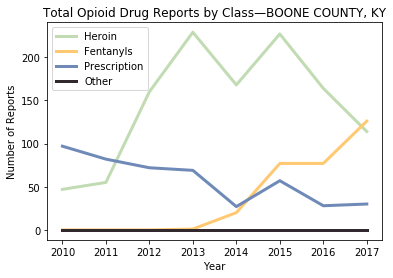 Total Opioid Drug Reports by Class—BOONE COUNTY, KY
Heroin
Fentanyls
Prescription
Other
Number of Reports
200
150
100
50
0
2010 2011 2012 2013 2014 2015 2016 2017
Year